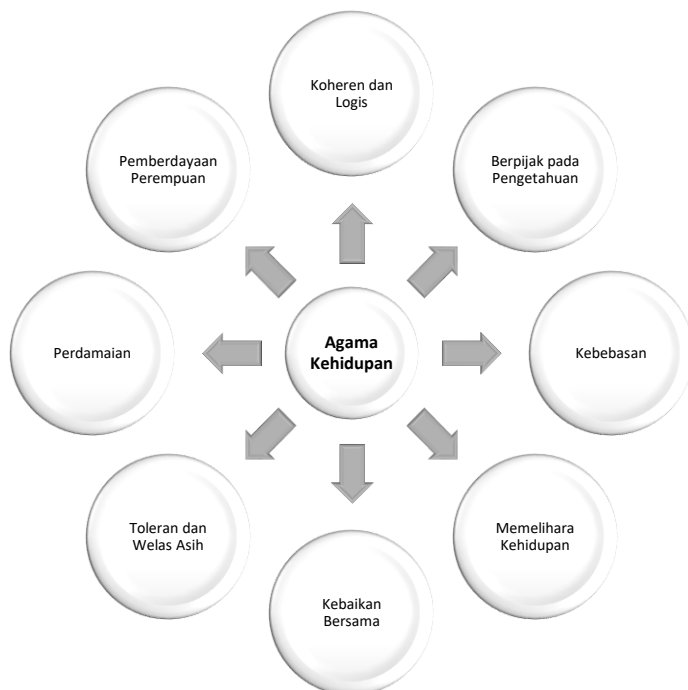 Koheren dan
Logis
Berpijak pada
Pengetahuan
Kebebasan
Memelihara
Kehidupan
Kebaikan
Bersama
Toleran dan
Welas Asih
Perdamaian
Pemberdayaan
Perempuan
Agama
Kehidupan